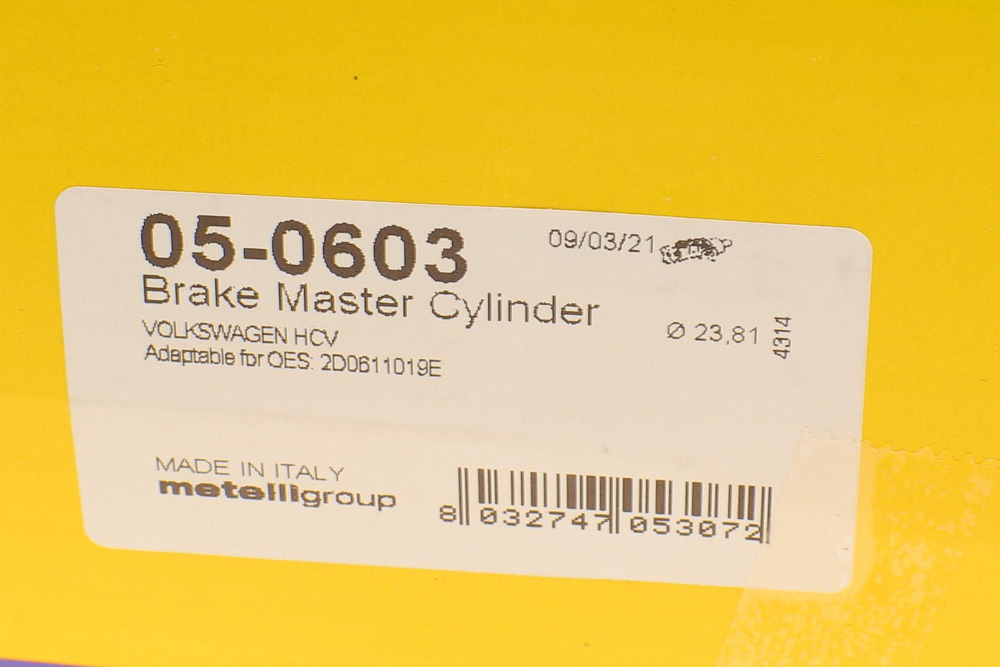 05-0603
09/03/21
Brake Master Cylinder
Ø 23,81
4314
VOLKSWAGEN HCV
Adaptable for OES: 2D0611019E
MADE IN ITALY
metelligroup
8 032747 053072